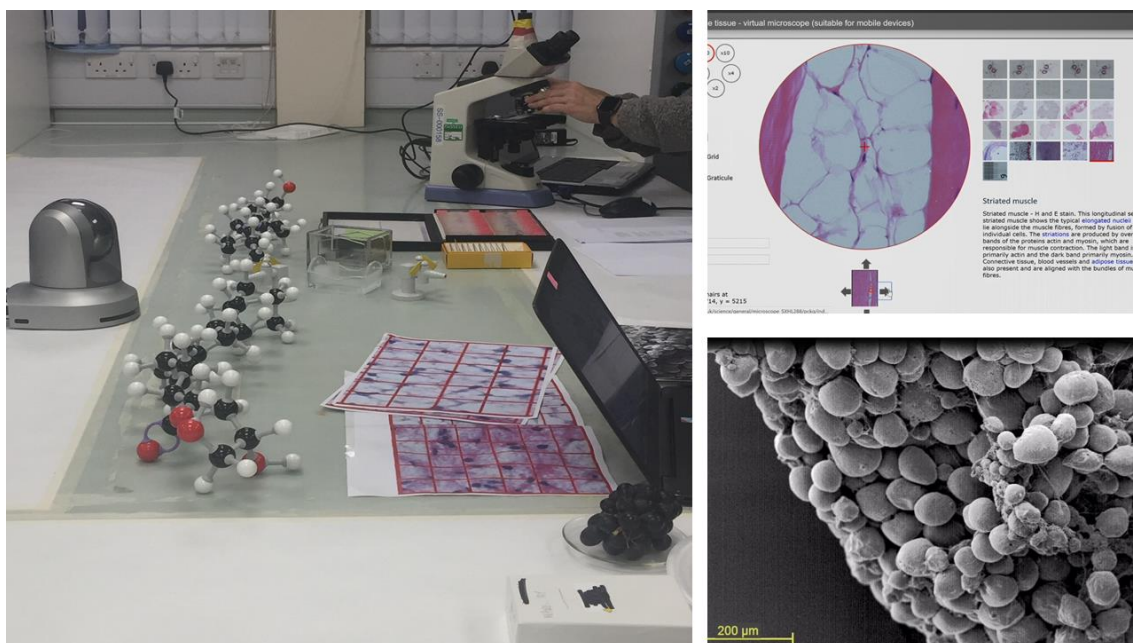 e tissue - virtual microscope (suitable for mobile devices)
x10
x4
x2
Grid
Graticule
Striated muscle
Striated muscle - H and E stain. This longitudinal se
striated muscle shows the typical elongated nuclei
lie alongside the muscle fibres, formed by fusion of
individual cells. The striations are produced by over
bands of the proteins actin and myosin, which are
responsible for muscle contraction. The light band is
primarily actin and the dark band primarily myosin.
Connective tissue, blood vessels and adipose tissue
also present and are aligned with the bundles of mu
fibres.
hairs at
714, y = 5215
200 µm